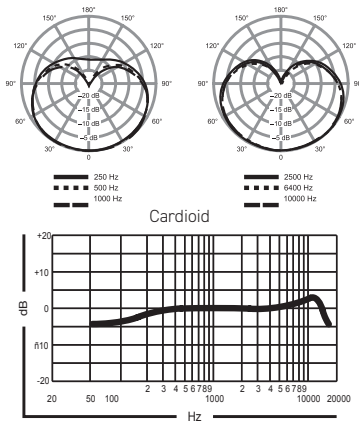 180° 180°
150° 150° 150° 150°
120° 120° 120° 120°
90° 90° 90° 90°
–20 dB –20 dB
–15 dB –15 dB
–10 dB –10 dB
–5 dB –5 dB
60° 60° 60° 60°
30° 30° 30° 30°
0 0
250 Hz 2500 Hz
500 Hz 6400 Hz
1000 Hz 10000 Hz
Cardioid
+20
+10
dB
0
ñ10
-20
2 3 4 5 6 7 8 9 2 3 4 5 6 7 8 9
20 50 100 1000 10000 20000
Hz